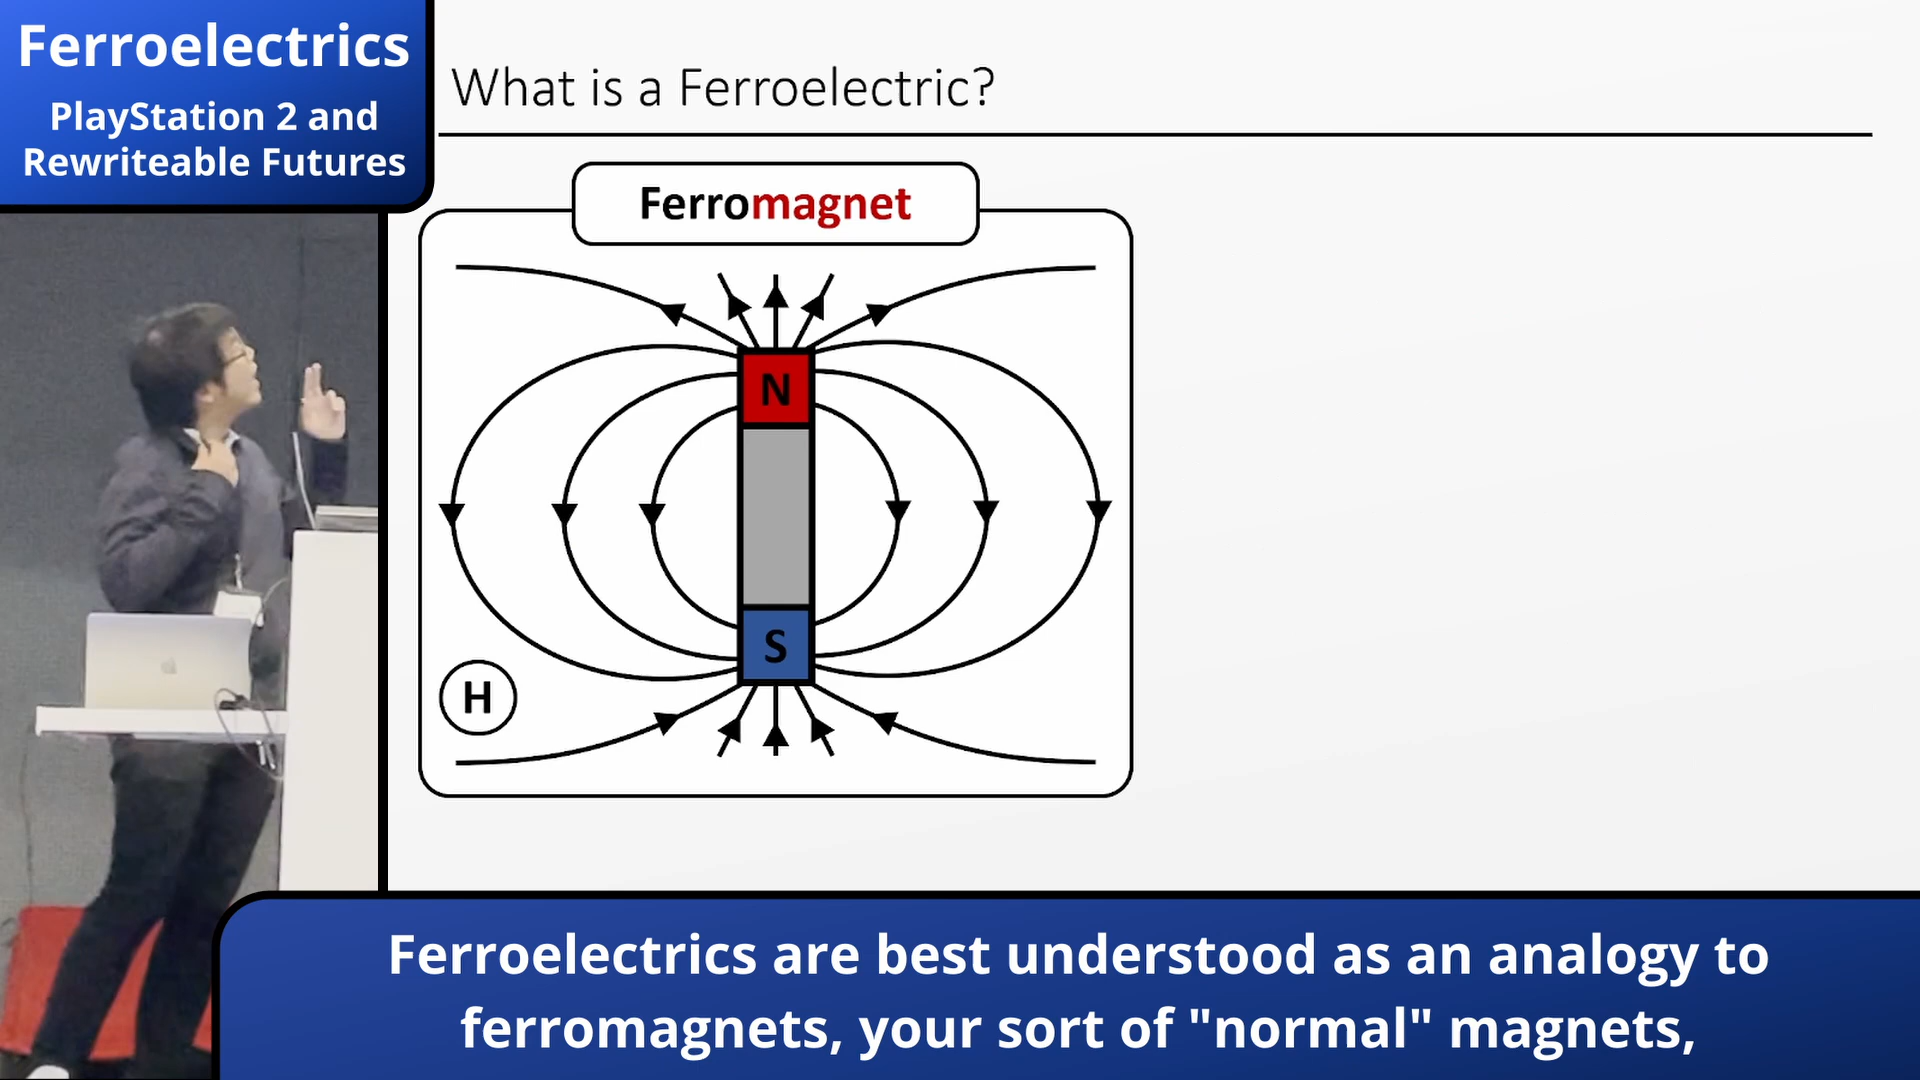 Ferroelectrics
PlayStation 2 and
Rewriteable Futures
What is a Ferroelectric?
Ferromagnet
N
S
H
Ferroelectrics are best understood as an analogy to
ferromagnets, your sort of "normal" magnets,